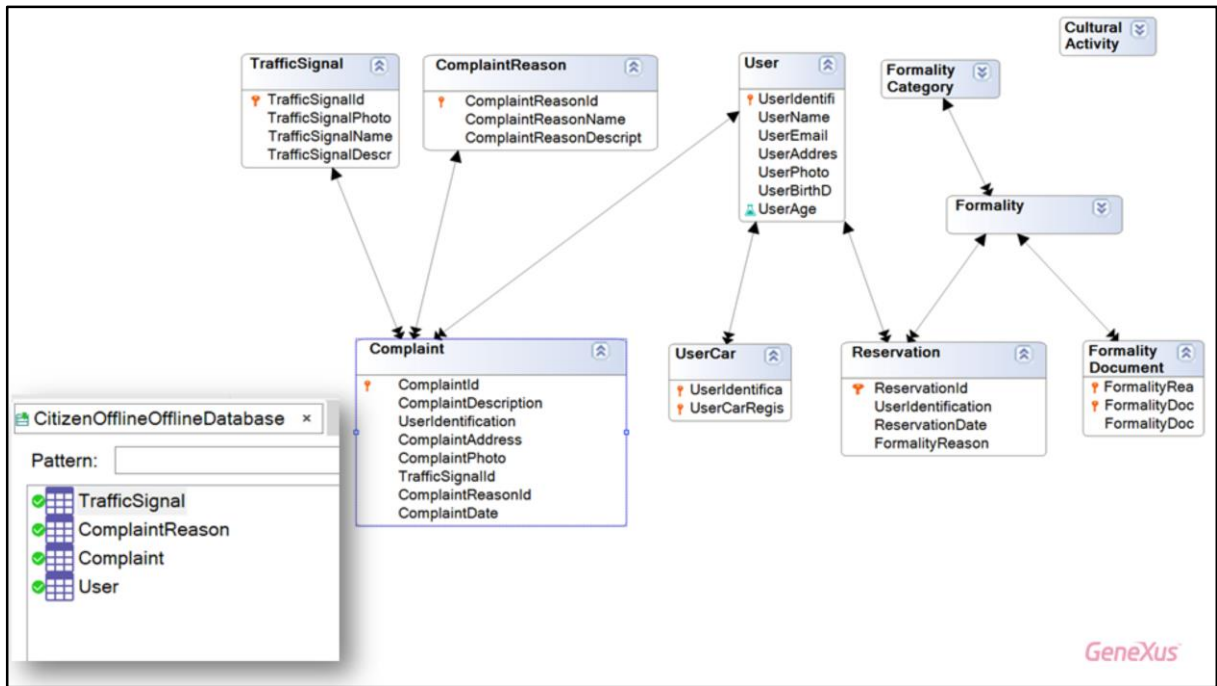 Cultural
Activity
TrafficSignal
TrafficSignalId
TrafficSignalPhoto
TrafficSignalName
TrafficSignalDescr
ComplaintReason
ComplaintReasonId
ComplaintReasonName
ComplaintReasonDescript
User
UserIdentifi
UserName
UserEmail
UserAddres
UserPhoto
UserBirthD
UserAge
Formality
Category
Formality
Complaint
ComplaintId
ComplaintDescription
UserIdentification
ComplaintAddress
ComplaintPhoto
TrafficSignalId
ComplaintReasonId
ComplaintDate
UserCar
UserIdentifica
UserCarRegis
Reservation
ReservationId
UserIdentification
ReservationDate
FormalityReason
Formality
Document
FormalityRea
FormalityDoc
FormalityDoc
CitizenOfflineOfflineDatabase ×
Pattern:
TrafficSignal
ComplaintReason
Complaint
User
GeneXus